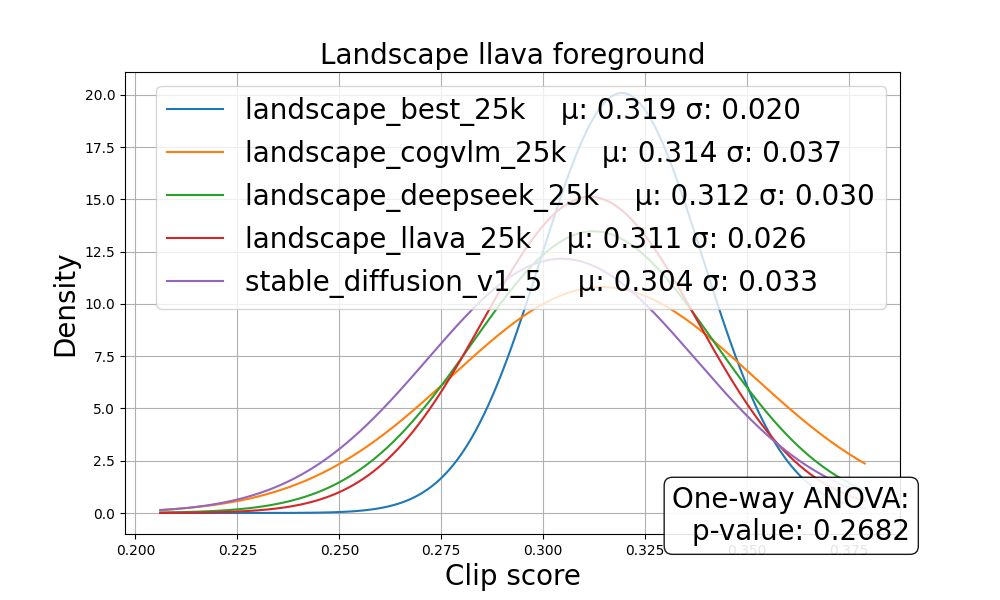 Landscape llava foreground
landscape_best_25k μ: 0.319 σ: 0.020
landscape_cogvlm_25k μ: 0.314 σ: 0.037
landscape_deepseek_25k μ: 0.312 σ: 0.030
landscape_llava_25k μ: 0.311 σ: 0.026
stable_diffusion_v1_5 μ: 0.304 σ: 0.033
20.0
17.5
15.0
12.5
10.0
7.5
5.0
2.5
0.0
Density
One-way ANOVA:
p-value: 0.2682
0.200 0.225 0.250 0.275 0.300 0.325 0.350 0.375
Clip score